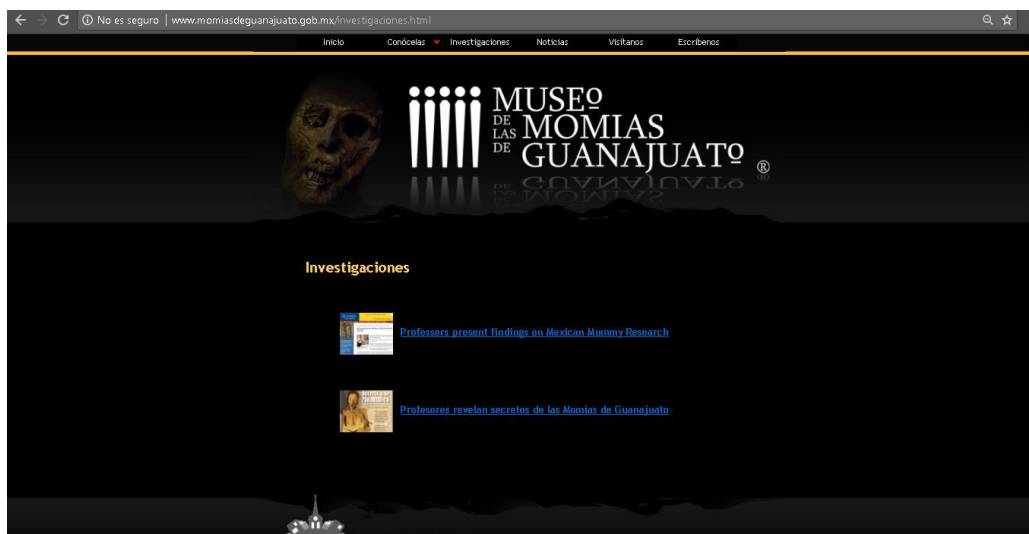 No es seguro | www.momiasdeguanajuato.gob.mx/investigaciones.html
Inicio Conócelas Investigaciones Noticias Visítanos Escríbenos
MUSEO
DE LAS MOMIAS
DE GUANAJUATO ®
Investigaciones
Professors present findings on Mexican Mummy Research
Profesores revelan secretos de las Momias de Guanajuato